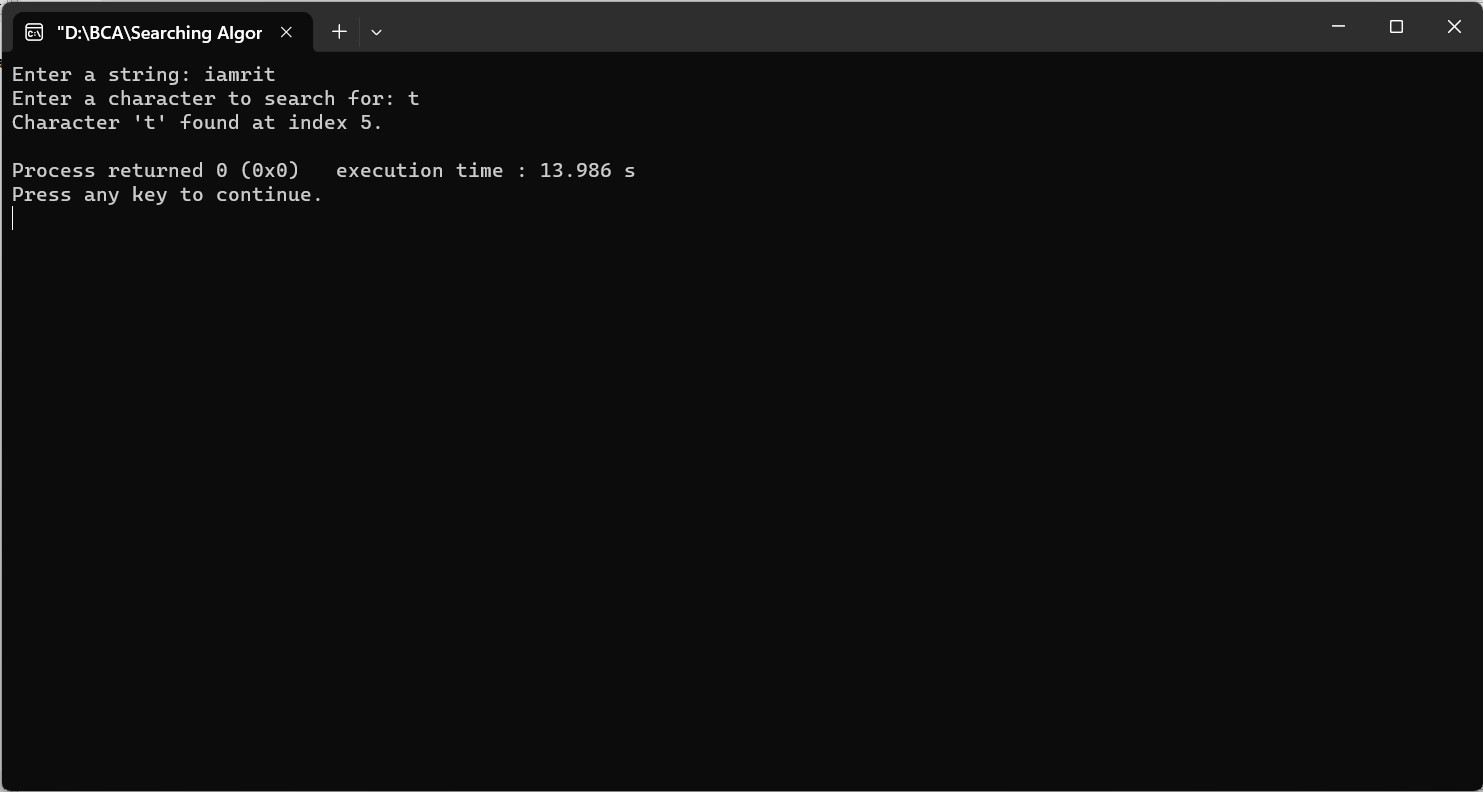 "D:\BCA\Searching Algor
Enter a string: iamrit
Enter a character to search for: t
Character 't' found at index 5.
Process returned 0 (0x0)   execution time : 13.986 s
Press any key to continue.